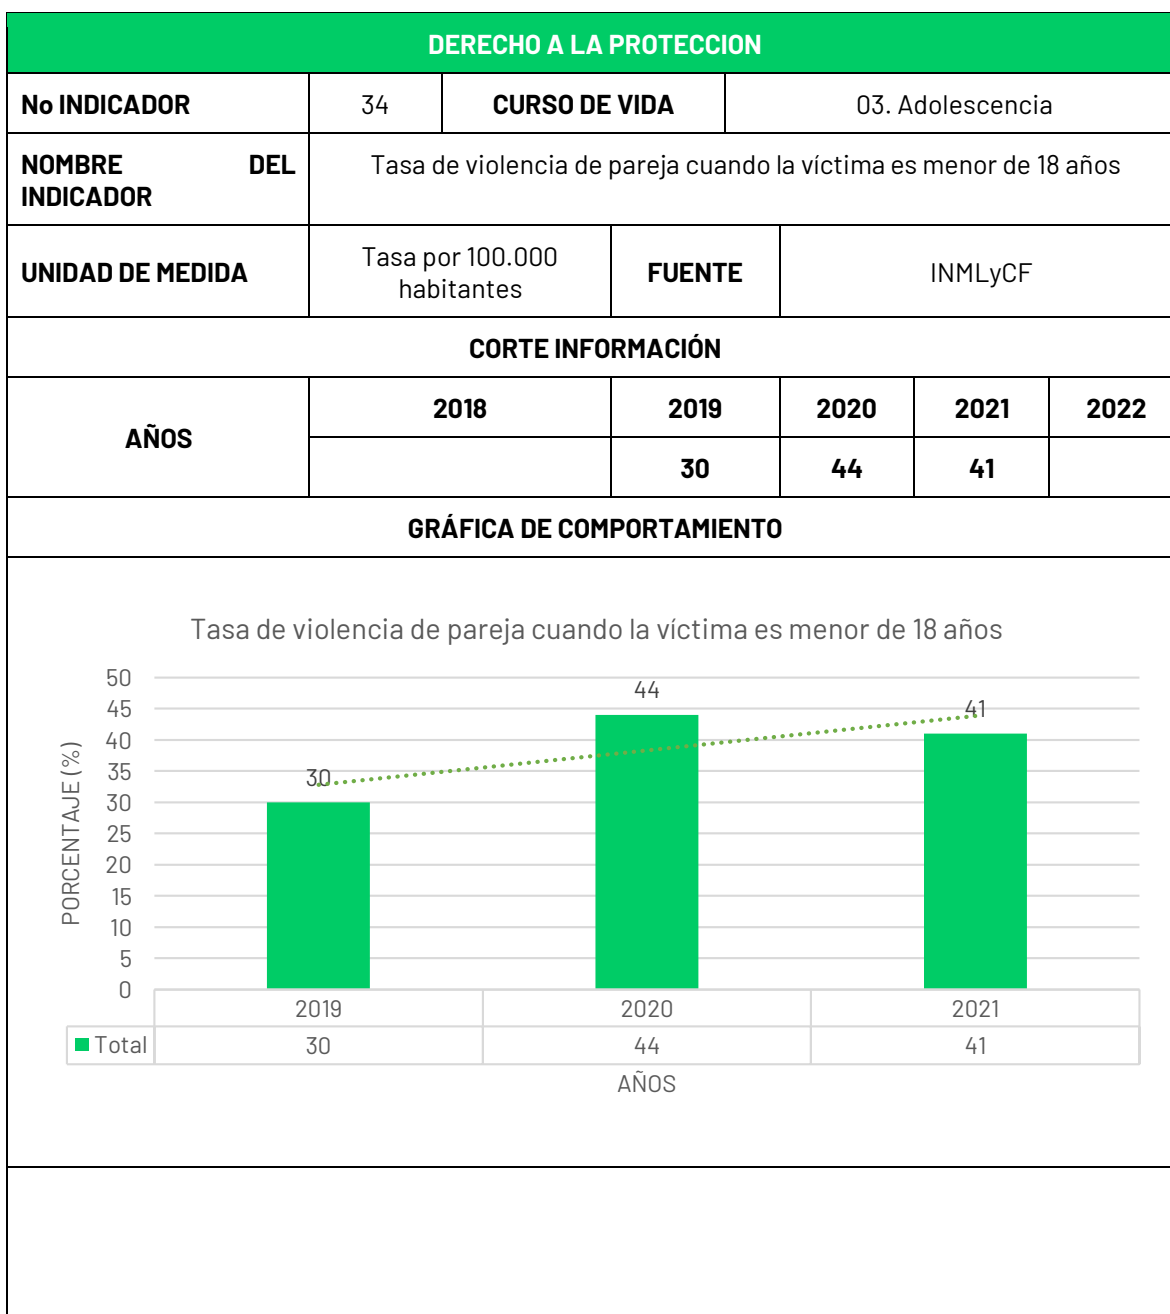 DERECHO A LA PROTECCION
No INDICADOR 34 CURSO DE VIDA 03. Adolescencia
NOMBRE DEL
INDICADOR
Tasa de violencia de pareja cuando la víctima es menor de 18 años
UNIDAD DE MEDIDA
Tasa por 100.000
habitantes
FUENTE
INMLyCF
CORTE INFORMACIÓN
AÑOS
2018 2019 2020 2021 2022
30 44 41
GRÁFICA DE COMPORTAMIENTO
Tasa de violencia de pareja cuando la víctima es menor de 18 años
PORCENTAJE (%)
50
45
40
35
30
25
20
15
10
5
0
30
44
41
2019 2020 2021
Total 30 44 41
AÑOS